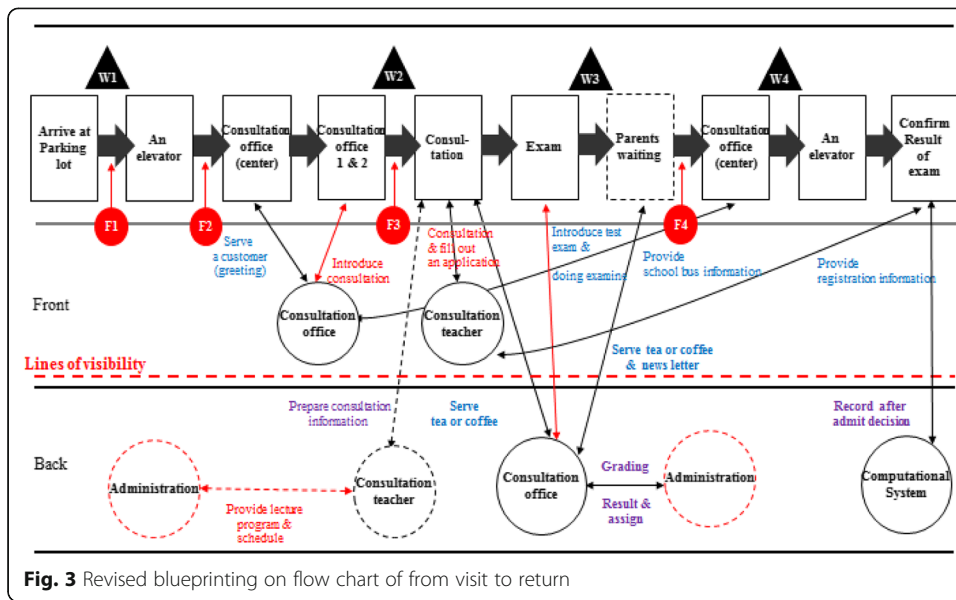 W1
W2
W3
W4
Arrive at
Parking
lot
An
elevator
Consultation
office
(center)
Consultation
office
1 & 2
Consul-
tation
Exam
Parents
waiting
Consultation
office
(center)
An
elevator
Confirm
Result
of
exam
F1
F2
F3
F4
Serve
a customer
(greeting)
Introduce
consultation
Consultation
& fill out
an application
Introduce test
exam &
doing examine
Provide
school bus information
Provide
registration information
Front
Consultation
office
Consultation
teacher
Lines of visibility
Serve tea or coffee
& news letter
Prepare consultation
information
Serve
tea or coffee
Record after
admit decision
Back
Administration
Provide lecture
program &
schedule
Consultation
teacher
Consultation
office
Grading
Result &
assign
Administration
Computational
System
Fig. 3 Revised blueprinting on flow chart of from visit to return